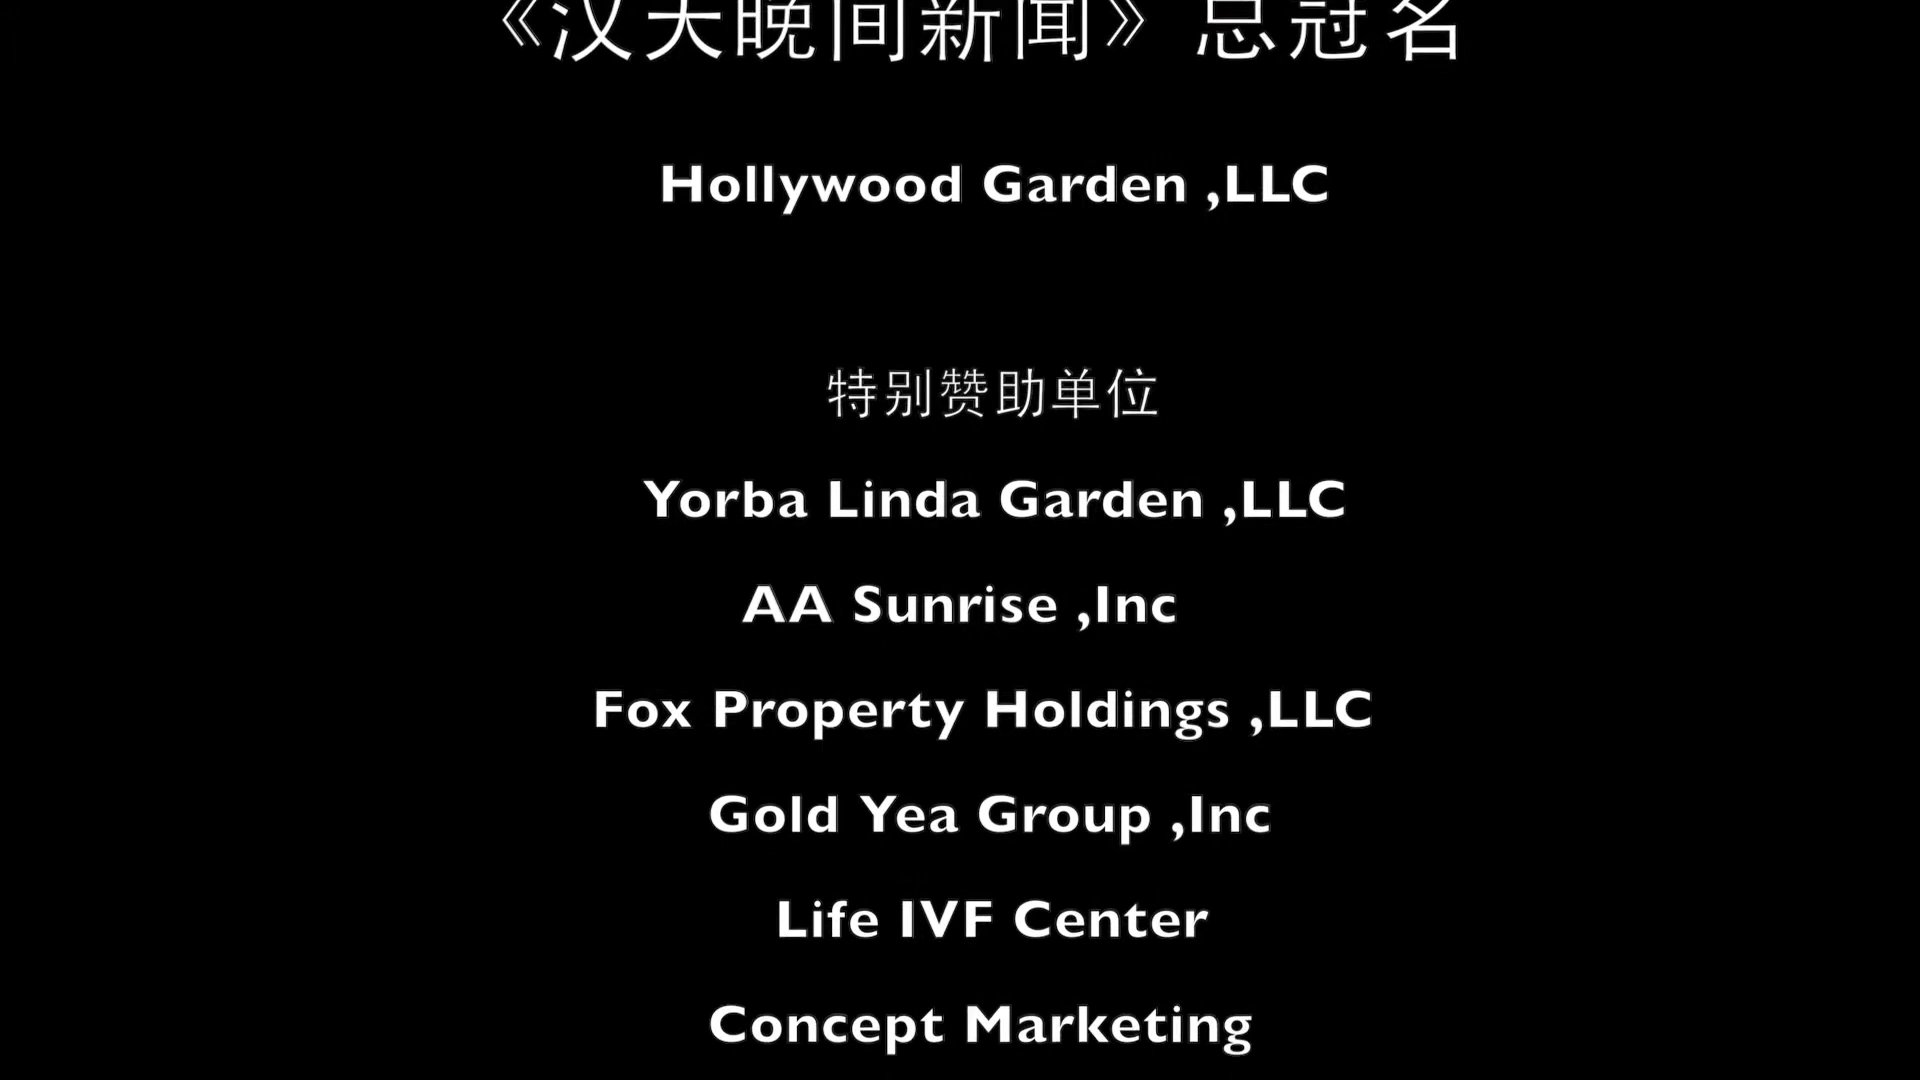 《汉天晚间新闻》总冠名
Hollywood Garden ,LLC
特别赞助单位
Yorba Linda Garden ,LLC
AA Sunrise ,Inc
Fox Property Holdings ,LLC
Gold Yea Group ,Inc
Life IVF Center
Concept Marketing